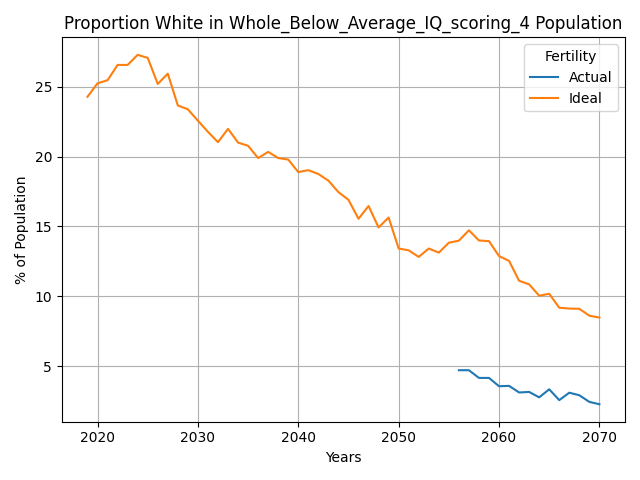 Proportion White in Whole_Below_Average_IQ_scoring_4 Population
Fertility
Actual
Ideal
% of Population
25
20
15
10
5
2020 2030 2040 2050 2060 2070
Years